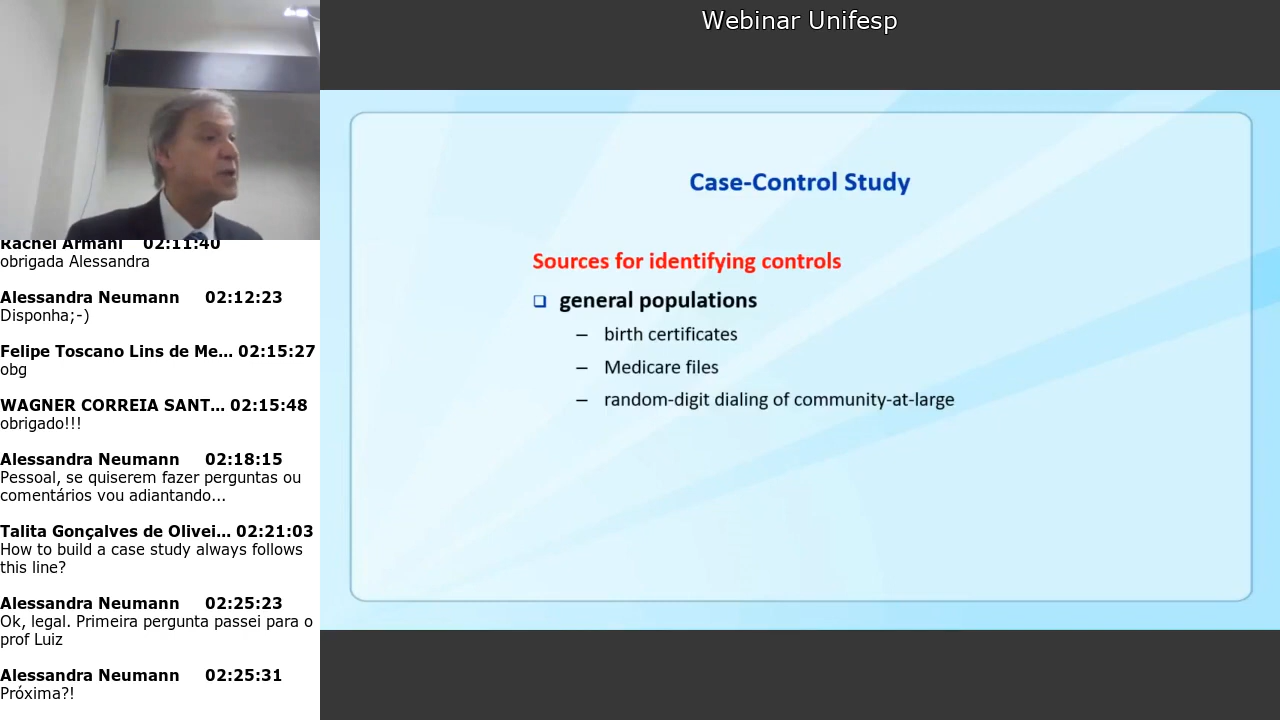 Webinar Unifesp
Rachel Armani 02:11:40
obrigada Alessandra
Alessandra Neumann 02:12:23
Disponha;-)
Felipe Toscano Lins de Me... 02:15:27
obg
WAGNER CORREIA SANT... 02:15:48
obrigado!!!
Alessandra Neumann 02:18:15
Pessoal, se quiserem fazer perguntas ou
comentários vou adiantando...
Talita Gonçalves de Olivei... 02:21:03
How to build a case study always follows
this line?
Alessandra Neumann 02:25:23
Ok, legal. Primeira pergunta passei para o
prof Luiz
Alessandra Neumann 02:25:31
Próxima?!
Case-Control Study
Sources for identifying controls
❑ general populations
– birth certificates
– Medicare files
– random-digit dialing of community-at-large